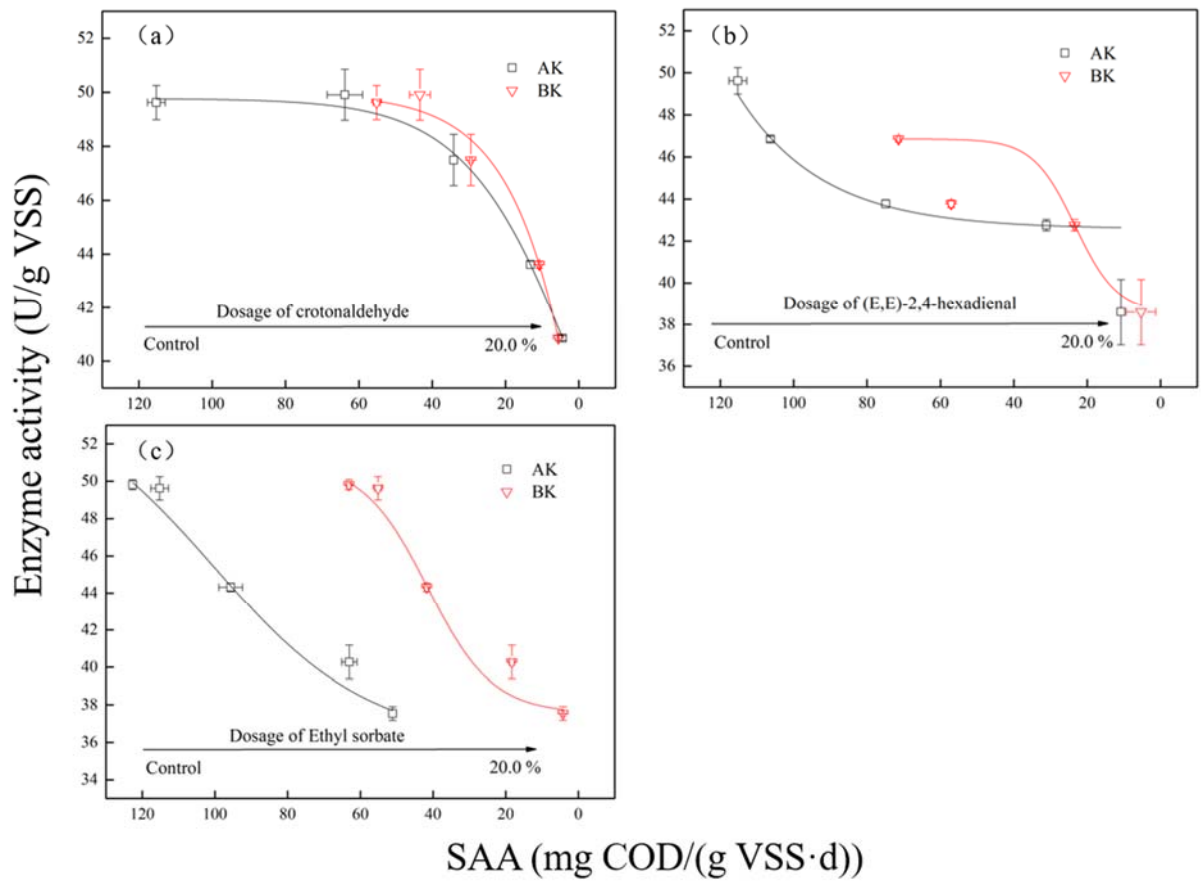 Enzyme activity (U/g VSS)
(a)
AK
BK
52
50
48
46
44
42
40
Dosage of crotonaldehyde
Control
20.0 %
120 100 80 60 40 20 0
(b)
AK
BK
52
50
48
46
44
42
40
38
36
Dosage of (E,E)-2,4-hexadienal
Control
20.0 %
120 100 80 60 40 20 0
(c)
AK
BK
52
50
48
46
44
42
40
38
36
34
Dosage of Ethyl sorbate
Control
20.0 %
120 100 80 60 40 20 0
SAA (mg COD/(g VSS·d))